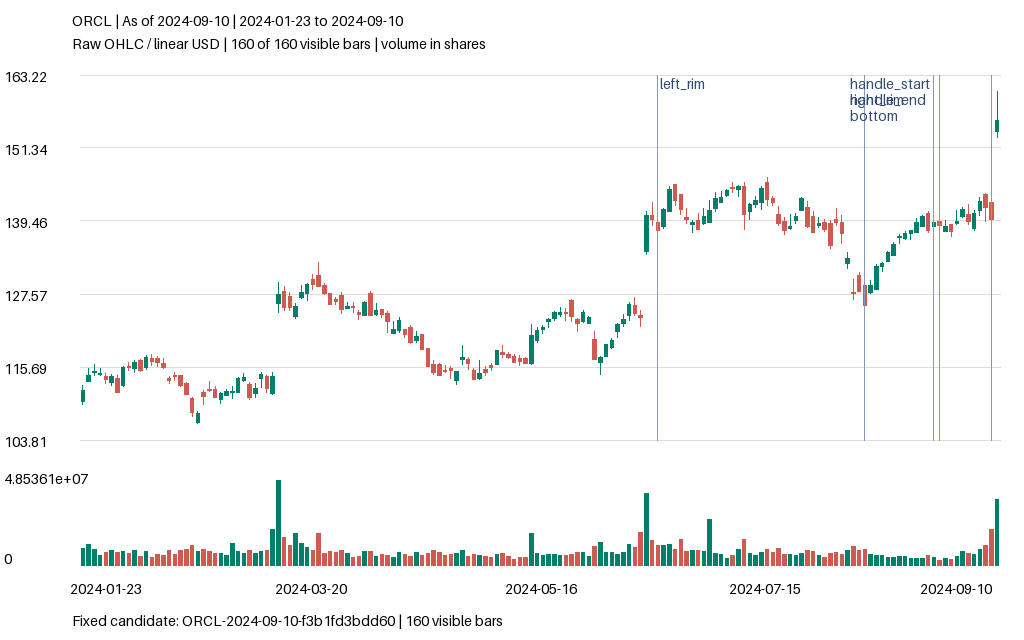 ORCL | As of 2024-09-10 | 2024-01-23 to 2024-09-10
Raw OHLC / linear USD | 160 of 160 visible bars | volume in shares
163.22
left_rim
handle_start
handle_end
bottom
151.34
139.46
127.57
115.69
103.81
4.85361e+07
0
2024-01-23
2024-03-20
2024-05-16
2024-07-15
2024-09-10
Fixed candidate: ORCL-2024-09-10-f3b1fd3bdd60 | 160 visible bars